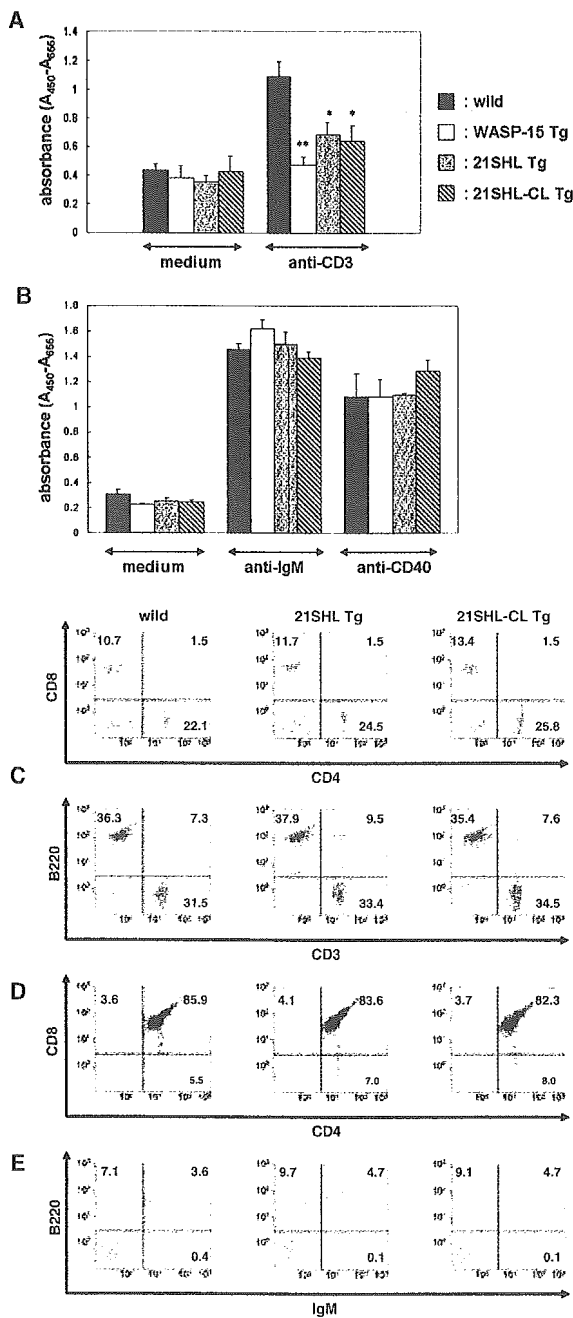 A
absorbance (A450-A655)
1.4
1.2
1
0.8
0.6
0.4
0.2
0
**
*
*
medium
anti-CD3
: wild
: WASP-15 Tg
: 21SHL Tg
: 21SHL-CL Tg
B
absorbance (A450-A655)
1.6
1.4
1.2
1
0.6
0.4
0.2
0
medium
anti-IgM
anti-CD40
wild
21SHL Tg
21SHL-CL Tg
CD8
10.7 1.5
22.1
11.7 1.5
24.5
13.4 1.5
25.8
CD4
C
B220
36.3 7.3
31.5
37.9 9.5
33.4
35.4 7.6
34.5
CD3
D
CD8
3.6 85.9
5.5
4.1 83.6
7.0
3.7 82.3
8.0
CD4
E
B220
7.1 3.6
0.4
9.7 4.7
0.1
9.1 4.7
0.1
IgM